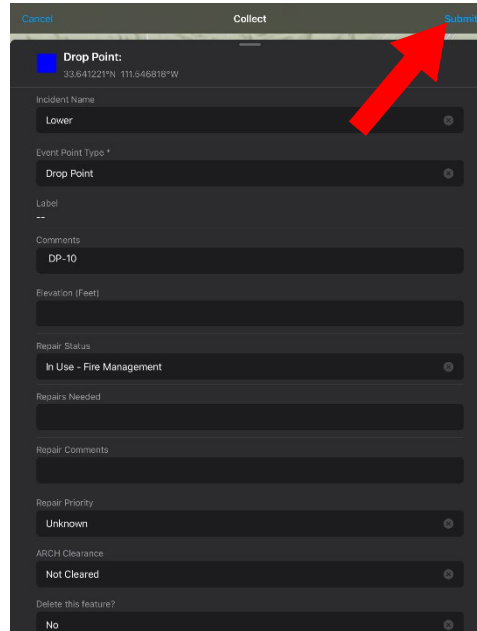 Cancel Collect Submit
Drop Point:
33.641221°N 111.546818°W
Incident Name
Lower
Event Point Type *
Drop Point
Label
--
Comments
DP-10
Elevation (Feet)
Repair Status
In Use - Fire Management
Repairs Needed
Repair Comments
Repair Priority
Unknown
ARCH Clearance
Not Cleared
Delete this feature?
No